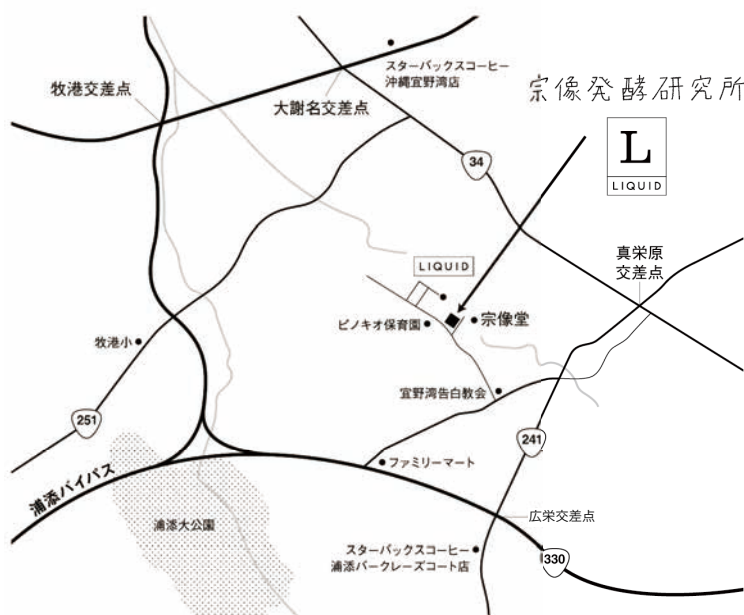 スターバックスコーヒー
沖縄宜野湾店
牧港交差点
大謝名交差点
宗像発酵研究所
L
LIQUID
34
真栄原
交差点
LIQUID
ピノキオ保育園
宗像堂
牧港小
宜野湾告白教会
251
241
浦添バイパス
ファミリーマート
浦添大公園
広栄交差点
スターバックスコーヒー
浦添パークレーズコート店
330